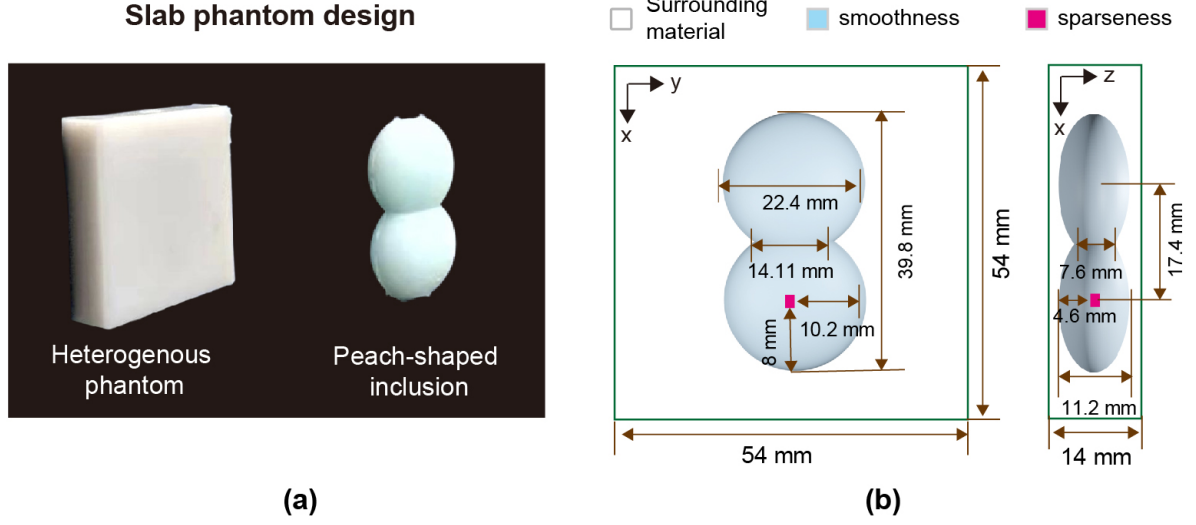 Slab phantom design
Heterogenous
phantom
Peach-shaped
inclusion
(a)
Surrounding
material
smoothness
sparseness
y
x
22.4 mm
14.11 mm
10.2 mm
8 mm
39.8 mm
54 mm
54 mm
z
x
17.4 mm
7.6 mm
4.6 mm
11.2 mm
14 mm
(b)